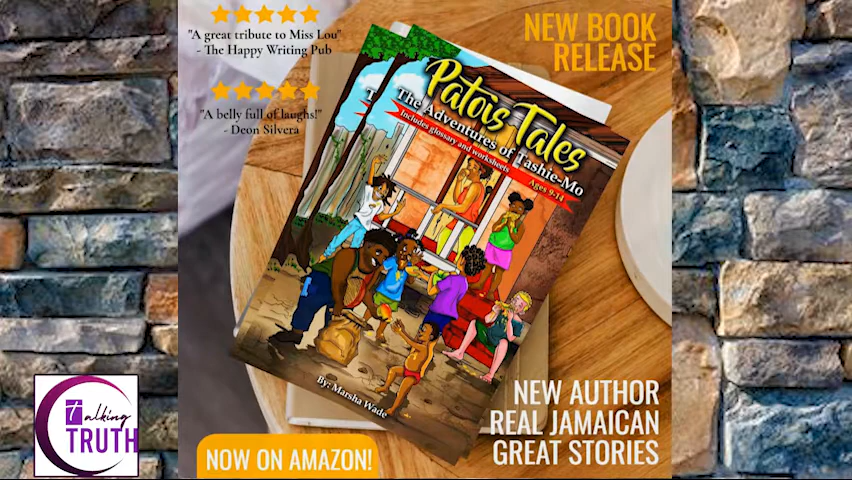 "A great tribute to Miss Lou"
- The Happy Writing Pub
"A belly full of laughs!"
- Deon Silvera
NEW BOOK
RELEASE
Patois Tales
The Adventures of Tashie-Mo
Includes glossary and worksheets
Ages 9-14
By: Marsha Wade
T
NEW AUTHOR
REAL JAMAICAN
GREAT STORIES
NOW ON AMAZON!
Talking
TRUTH